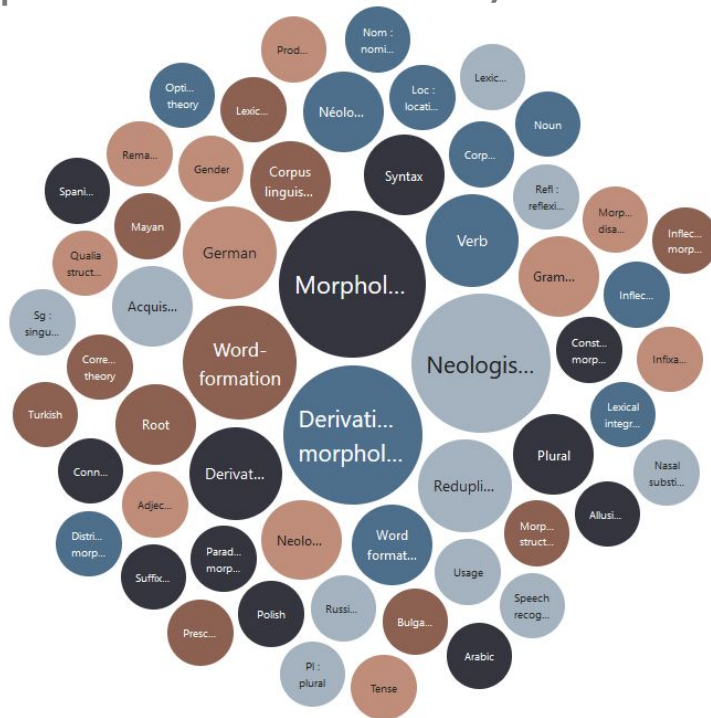 Prod...
Nom :
nomi...
Opti...
theory
Lexic...
Néolo...
Loc :
locati...
Lexic...
Noun
Rema...
Gender
Corpus
linguis...
Syntax
Corp...
Spani...
Mayan
German
Refl :
reflexi...
Verb
Morp...
disa...
Inflec...
morp...
Qualia
struct...
Acquis...
Morphol...
Gram...
Inflec...
Sg :
singu...
Word-
formation
Neologis...
Const...
morp...
Infixa...
Corre...
theory
Turkish
Root
Derivati...
morphol...
Lexical
integr...
Conn...
Derivat...
Redupli...
Plural
Nasal
substi...
Adjec...
Allusi...
Distri...
morp...
Suffix...
Parad...
morp...
Neolo...
Word
format...
Morp...
struct...
Usage
Presc...
Polish
Russi...
Bulga...
Speech
recog...
Arabic
Pl :
plural
Tense